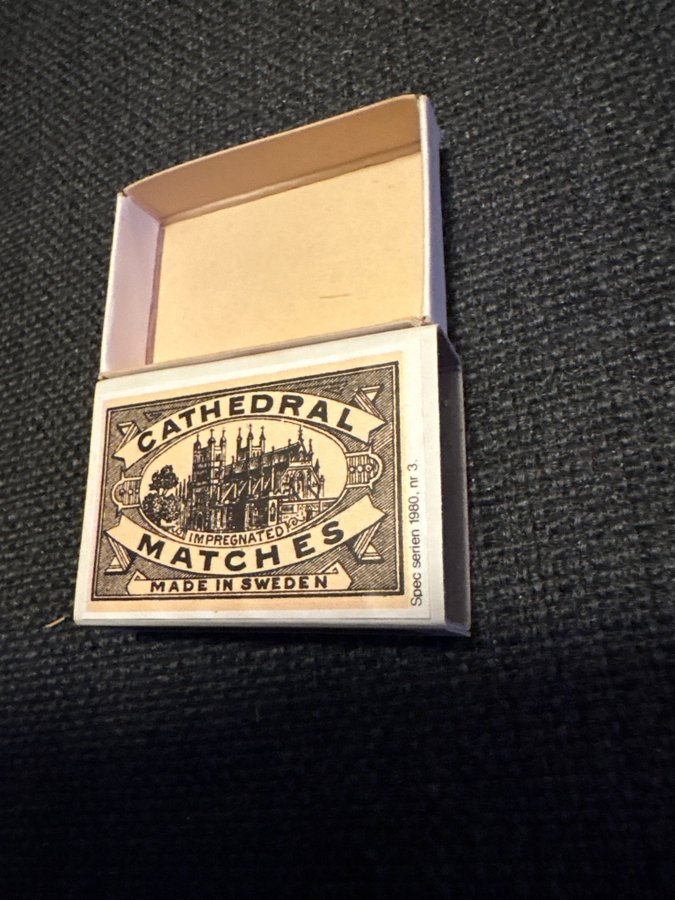 CATHEDRAL
IMPREGNATED
MATCHES
MADE IN SWEDEN
Spec serien 1980, nr 3.